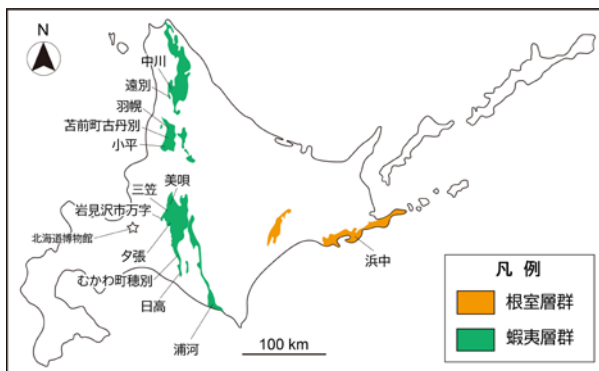 N
中川
遠別
羽幌
苫前町古丹別
小平
美唄
三笠
岩見沢市万字
北海道博物館
夕張
むかわ町穂別
日高
浦河
浜中
100 km
凡 例
根室層群
蝦夷層群